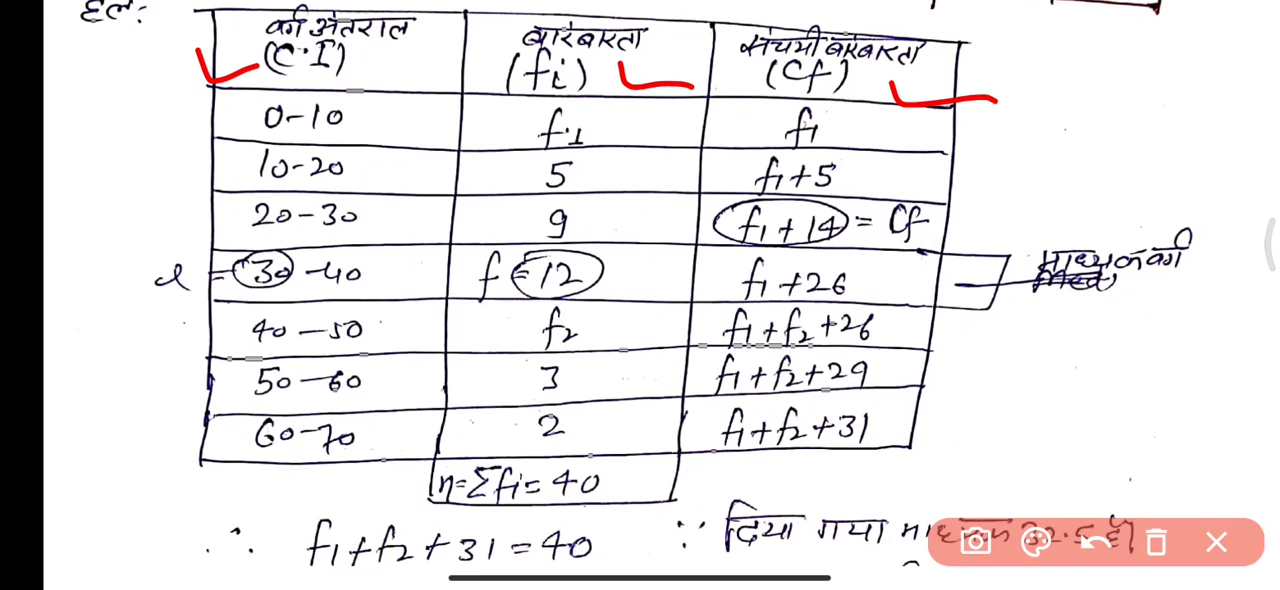 हल:
वर्ग अंतराल (C.I) बारंबारता (fi) संचयी बारंबारता (Cf)
0-10 f1 f1
10-20 5 f1+5
20-30 9 f1+14 = Cf
l = 30-40 f = 12 f1+26 माध्यक वर्ग
40-50 f2 f1+f2+26
50-60 3 f1+f2+29
60-70 2 f1+f2+31
n=Σfi=40
∴ f1+f2+31=40 ∵ दिया गया माध्यक 32.5 है।